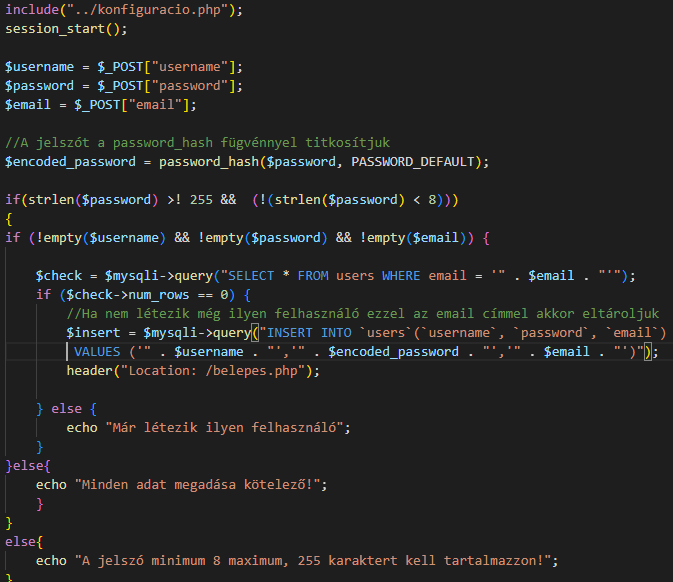 include("../konfiguracio.php");
session_start();
$username = $_POST["username"];
$password = $_POST["password"];
$email = $_POST["email"];
//A jelszót a password_hash fügvénnyel titkosítjuk
$encoded_password = password_hash($password, PASSWORD_DEFAULT);
if(strlen($password) >! 255 &&  (!(strlen($password) < 8)))
{
if (!empty($username) && !empty($password) && !empty($email)) {
$check = $mysqli->query("SELECT * FROM users WHERE email = '" . $email . "'");
if ($check->num_rows == 0) {
//Ha nem létezik még ilyen felhasználó ezzel az email címmel akkor eltároljuk
$insert = $mysqli->query("INSERT INTO `users`(`username`, `password`, `email`)
VALUES ('" . $username . "','" . $encoded_password . "','" . $email . "')");
header("Location: /belepes.php");
} else {
echo "Már létezik ilyen felhasználó";
}
}else{
echo "Minden adat megadása kötelező!";
}
}
else{
echo "A jelszó minimum 8 maximum, 255 karaktert kell tartalmazzon!";
}